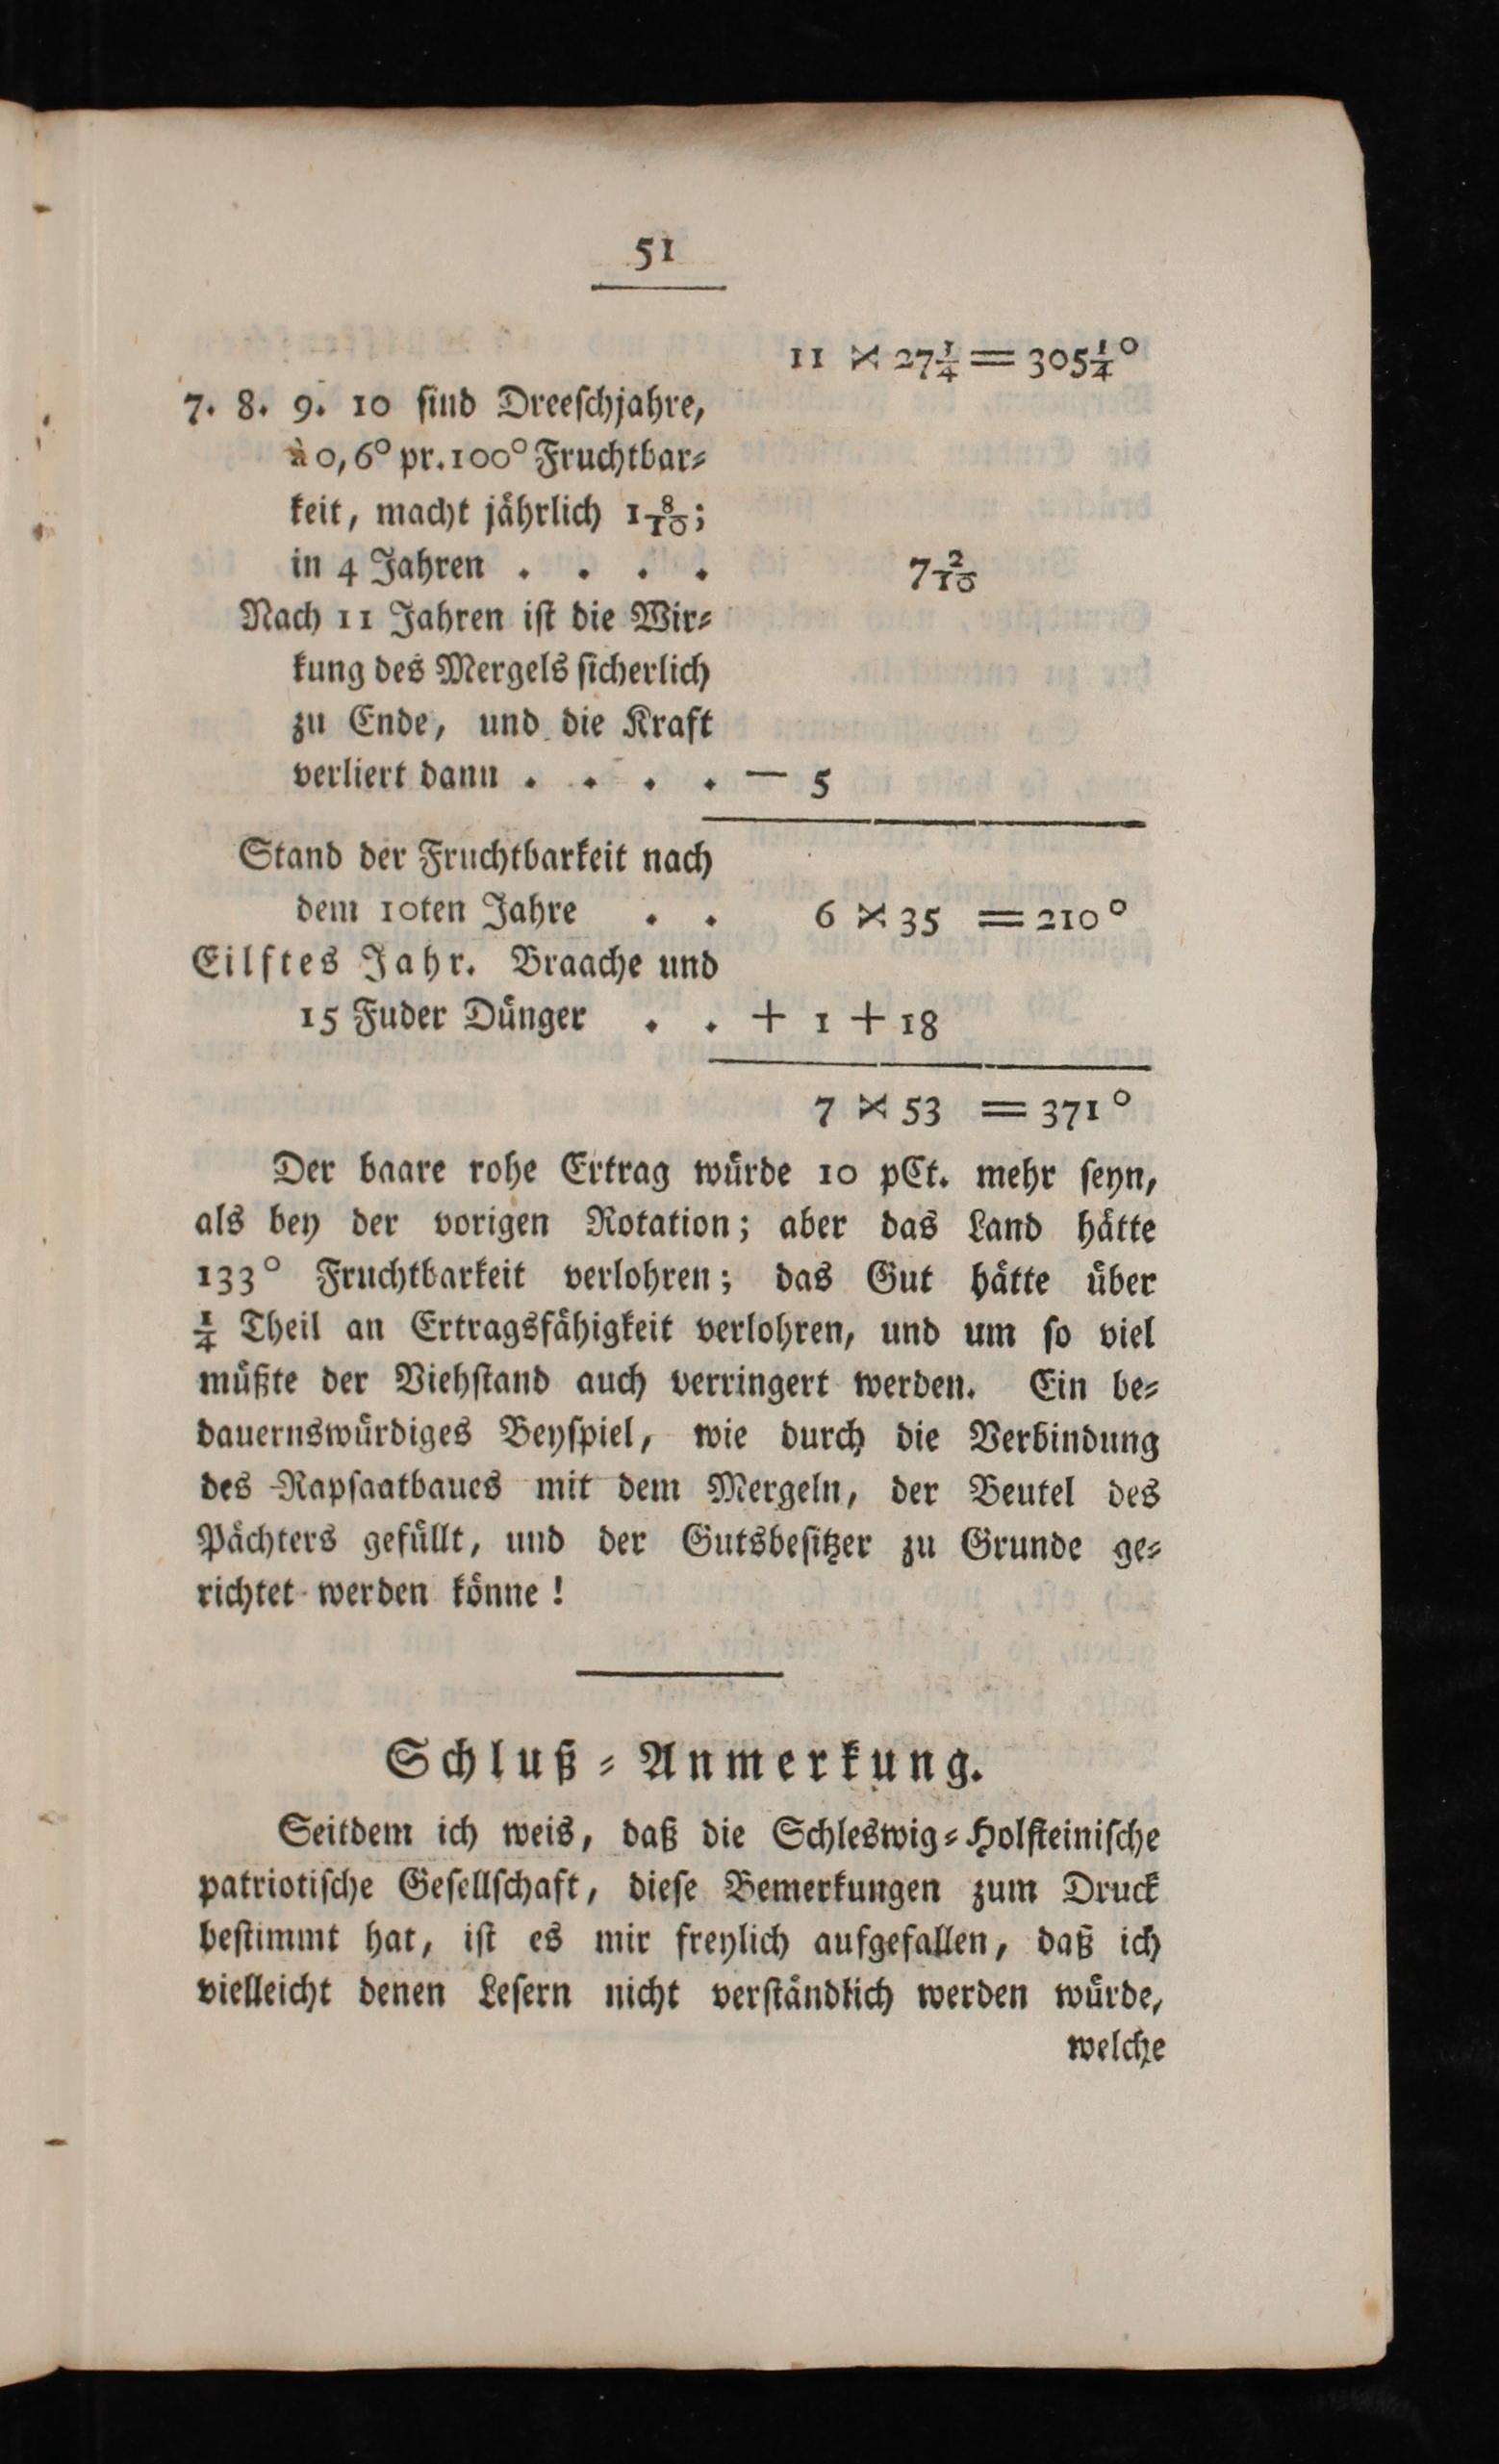 51
11 × 27¼ = 305¼°
7. 8. 9. 10 ſind Dreeſchjahre,
à 0,6° pr. 100° Fruchtbar⸗
keit, macht jährlich 1 8/10;
in 4 Jahren . . . . 7 2/10
Nach 11 Jahren iſt die Wir⸗
kung des Mergels ſicherlich
zu Ende, und die Kraft
verliert dann . . . . — 5
Stand der Fruchtbarkeit nach
dem 10ten Jahre . . 6 × 35 = 210°
Eilftes Jahr. Braache und
15 Fuder Dünger . . + 1 + 18
7 × 53 = 371°
Der baare rohe Ertrag würde 10 pCt. mehr ſeyn,
als bey der vorigen Rotation; aber das Land hätte
133° Fruchtbarkeit verlohren; das Gut hätte über
¼ Theil an Ertragsfähigkeit verlohren, und um ſo viel
müßte der Viehſtand auch verringert werden. Ein be⸗
dauernswürdiges Beyſpiel, wie durch die Verbindung
des Rapſaatbaues mit dem Mergeln, der Beutel des
Pächters gefüllt, und der Gutsbeſitzer zu Grunde ge⸗
richtet werden könne!
Schluß⸗Anmerkung.
Seitdem ich weis, daß die Schleswig⸗Holſteiniſche
patriotiſche Geſellſchaft, dieſe Bemerkungen zum Druck
beſtimmt hat, iſt es mir freylich aufgefallen, daß ich
vielleicht denen Leſern nicht verſtändlich werden würde,
welche